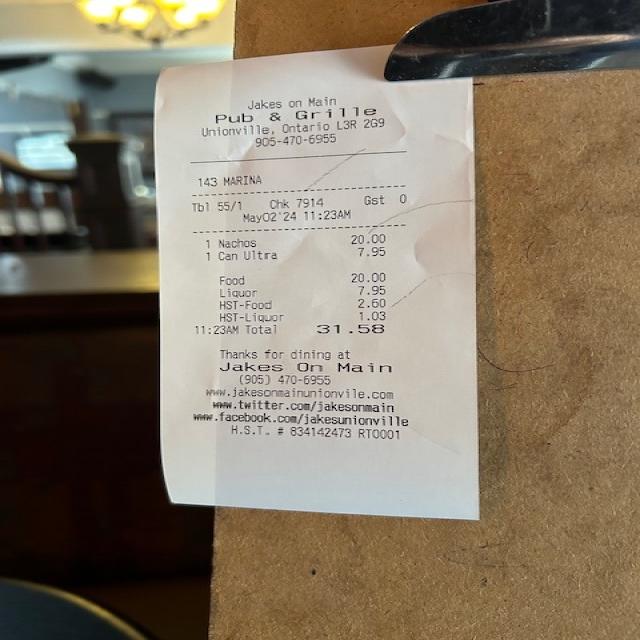 Jakes on Main
Pub & Grille
Unionville, Ontario L3R 2G9
905-470-6955
143 MARINA
Tbl 55/1 Chk 7914 Gst 0
May02'24 11:23AM
1 Nachos 20.00
1 Can Ultra 7.95
Food 20.00
Liquor 7.95
HST-Food 2.60
HST-Liquor 1.03
11:23AM Total 31.58
Thanks for dining at
Jakes On Main
(905) 470-6955
www.jakesonmainunionvile.com
www.twitter.com/jakesonmain
www.facebook.com/jakesunionville
H.S.T. # 834142473 RT0001